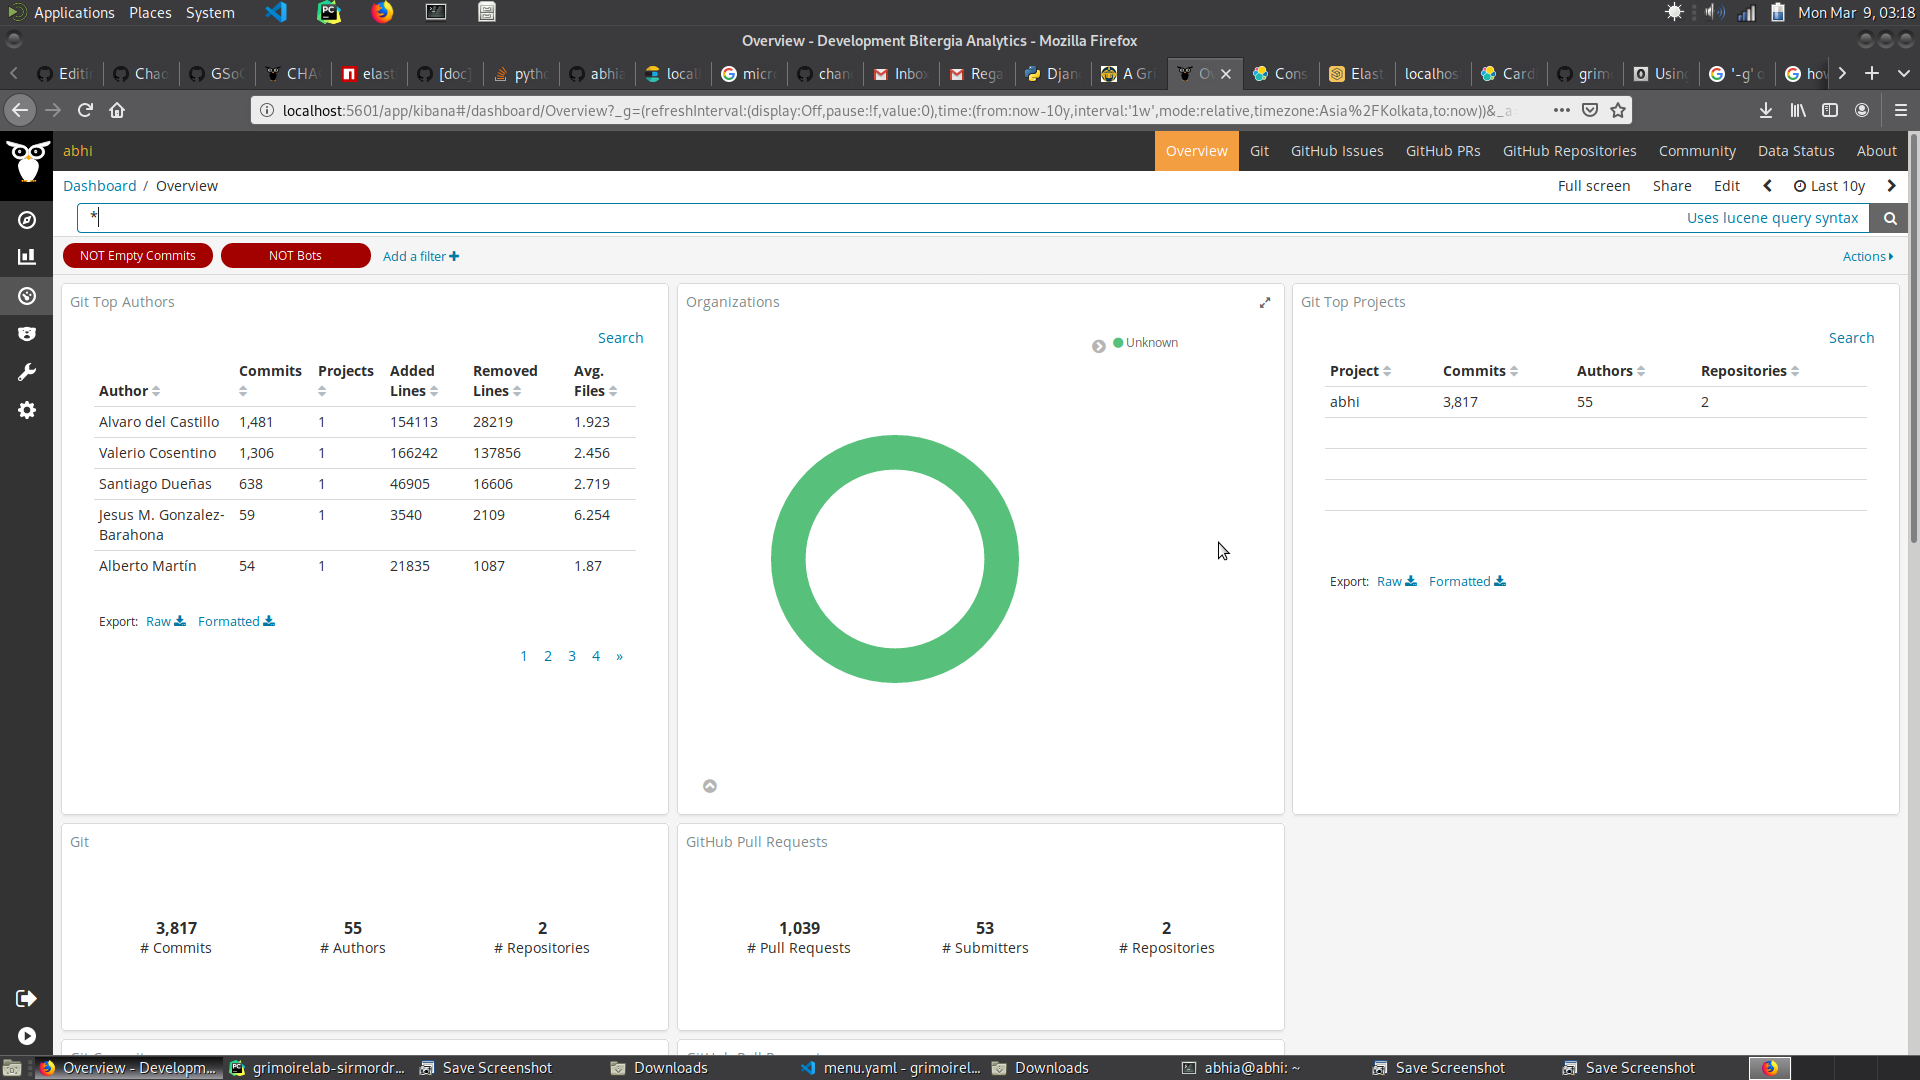 Applications Places System
Mon Mar 9, 03:18
Overview - Development Bitergia Analytics - Mozilla Firefox
Editi Chao GSoC CHA elast [doc] pytho abhia local micr chan Inbo Rega Djan A Gri O Cons Elast localhos Card grim Usin '-g' o how
localhost:5601/app/kibana#/dashboard/Overview?_g=(refreshInterval:(display:Off,pause:!f,value:0),time:(from:now-10y,interval:'1w',mode:relative,timezone:Asia%2FKolkata,to:now))&_a
abhi
Overview Git GitHub Issues GitHub PRs GitHub Repositories Community Data Status About
Dashboard / Overview
Full screen Share Edit Last 10y
*
Uses lucene query syntax
NOT Empty Commits NOT Bots Add a filter +
Actions
Git Top Authors
Search
Author Commits Projects Added Lines Removed Lines Avg. Files
Alvaro del Castillo 1,481 1 154113 28219 1.923
Valerio Cosentino 1,306 1 166242 137856 2.456
Santiago Dueñas 638 1 46905 16606 2.719
Jesus M. Gonzalez-Barahona 59 1 3540 2109 6.254
Alberto Martín 54 1 21835 1087 1.87
Export: Raw Formatted
1 2 3 4 »
Organizations
Unknown
Git Top Projects
Search
Project Commits Authors Repositories
abhi 3,817 55 2
Export: Raw Formatted
Git
3,817 55 2
# Commits # Authors # Repositories
GitHub Pull Requests
1,039 53 2
# Pull Requests # Submitters # Repositories
Overview - Developm... grimoirelab-sirmordr... Save Screenshot Downloads menu.yaml - grimoirel... Downloads abhia@abhi: ~ Save Screenshot Save Screenshot